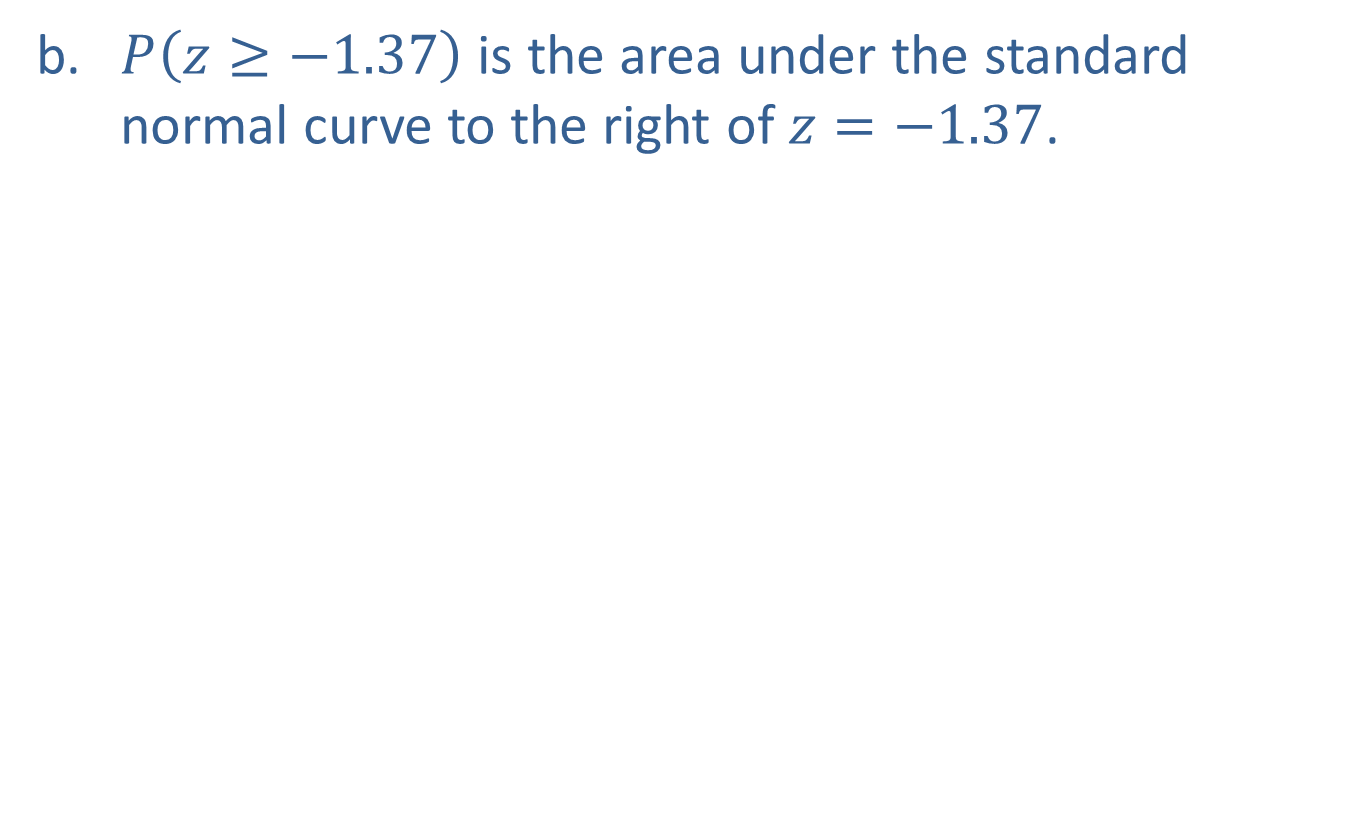 b. P(z ≥ −1.37) is the area under the standard
normal curve to the right of z = −1.37.